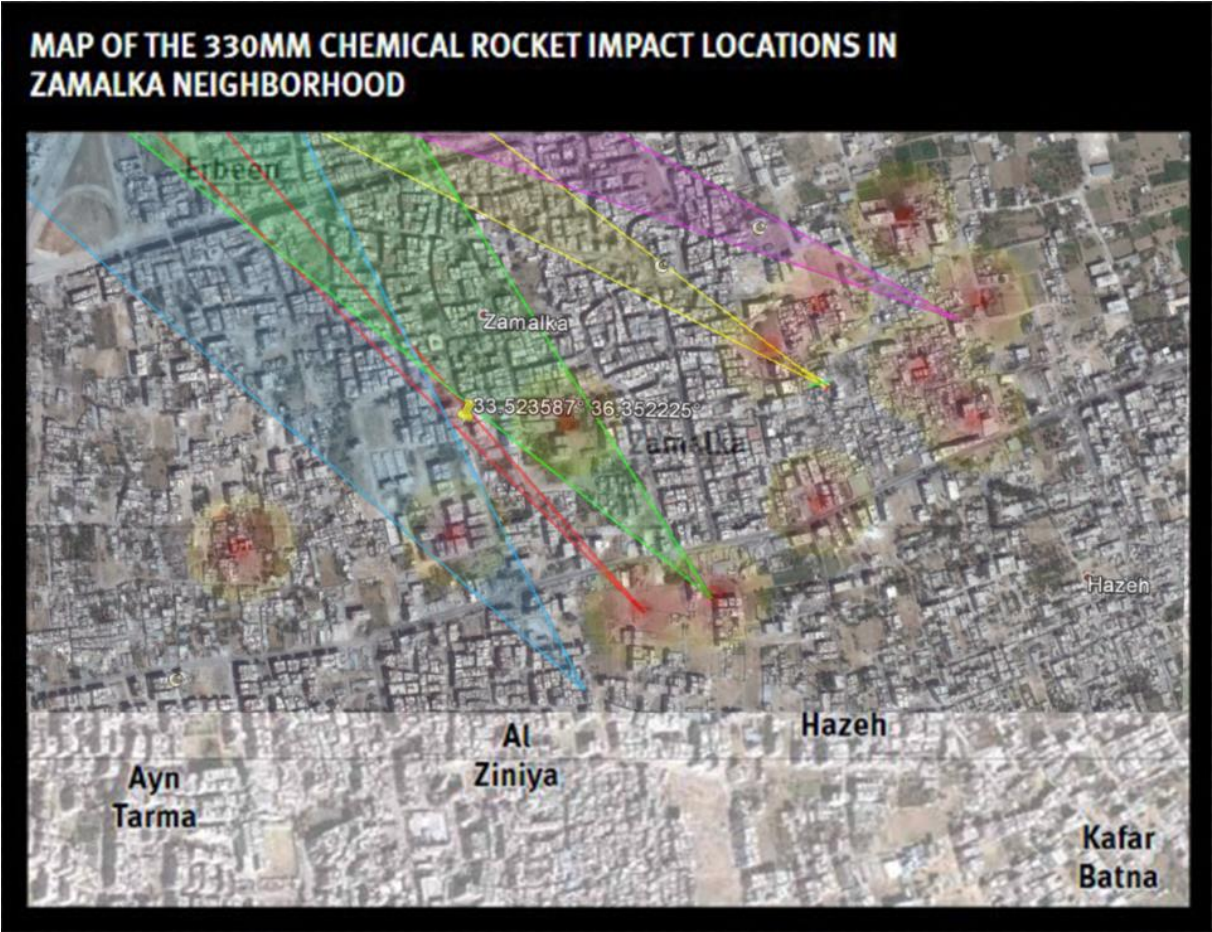 MAP OF THE 330MM CHEMICAL ROCKET IMPACT LOCATIONS IN
ZAMALKA NEIGHBORHOOD
Erbeen
Zamalka
33.523587° 36.352225°
Zamalka
Hazeh
Al
Ziniya
Hazeh
Ayn
Tarma
Kafar
Batna